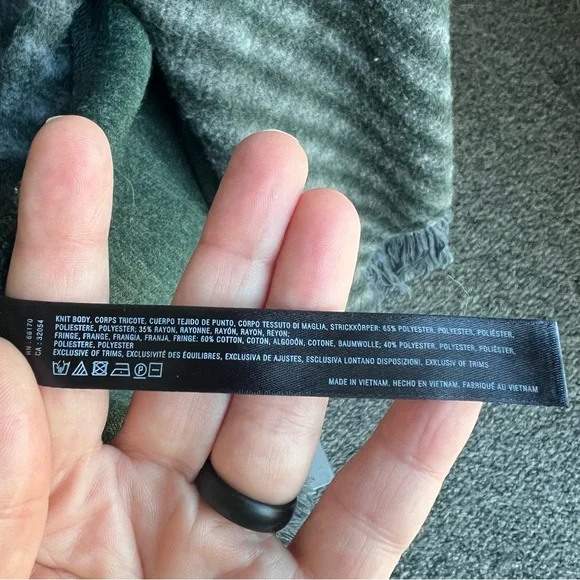 KNIT BODY, CORPS TRICOTE, CUERPO TEJIDO DE PUNTO, CORPO TESSUTO DI MAGLIA, STRICKKÖRPER: 65% POLYESTER, POLYESTER, POLIÉSTER,
POLIESTERE, POLYESTER; 35% RAYON, RAYONNE, RAYÓN, RAYON, REYON;
FRINGE, FRANGE, FRANGIA, FRANJA, FRINGE: 60% COTTON, COTON, ALGODÓN, COTONE, BAUMWOLLE; 40% POLYESTER, POLYESTER, POLIÉSTER,
POLIESTERE, POLYESTER
EXCLUSIVE OF TRIMS, EXCLUSIVITÉ DES ÉQUILIBRES, EXCLUSIVA DE AJUSTES, ESCLUSIVA LONTANO DISPOSIZIONI, EXKLUSIV OF TRIMS
P
MADE IN VIETNAM, HECHO EN VIETNAM, FABRIQUÉ AU VIETNAM
RN: 66170
CA: 32054